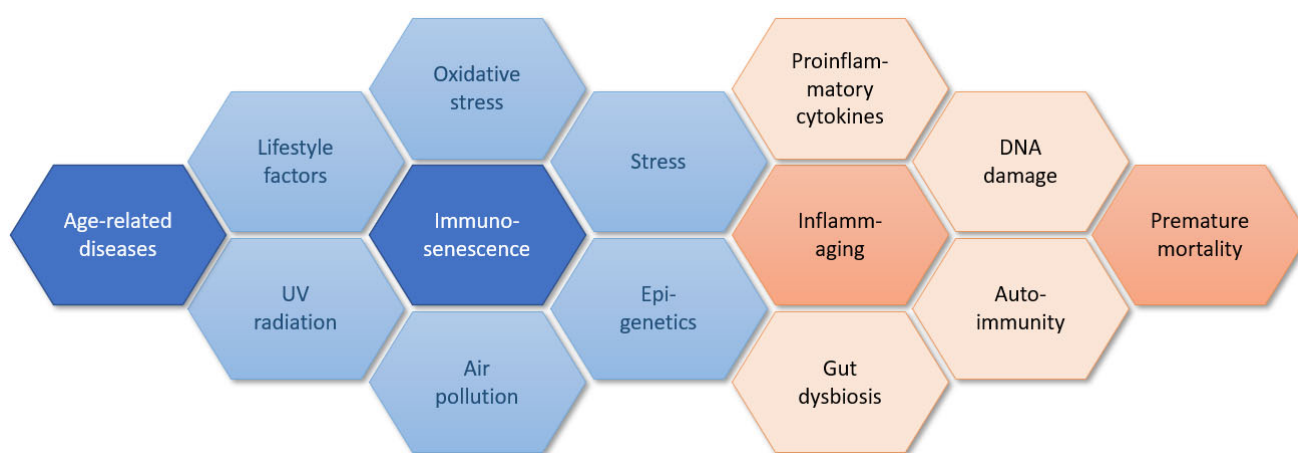 Age-related
diseases
Lifestyle
factors
UV
radiation
Oxidative
stress
Immuno-
senescence
Air
pollution
Stress
Epi-
genetics
Proinflam-
matory
cytokines
Inflamm-
aging
Gut
dysbiosis
DNA
damage
Auto-
immunity
Premature
mortality